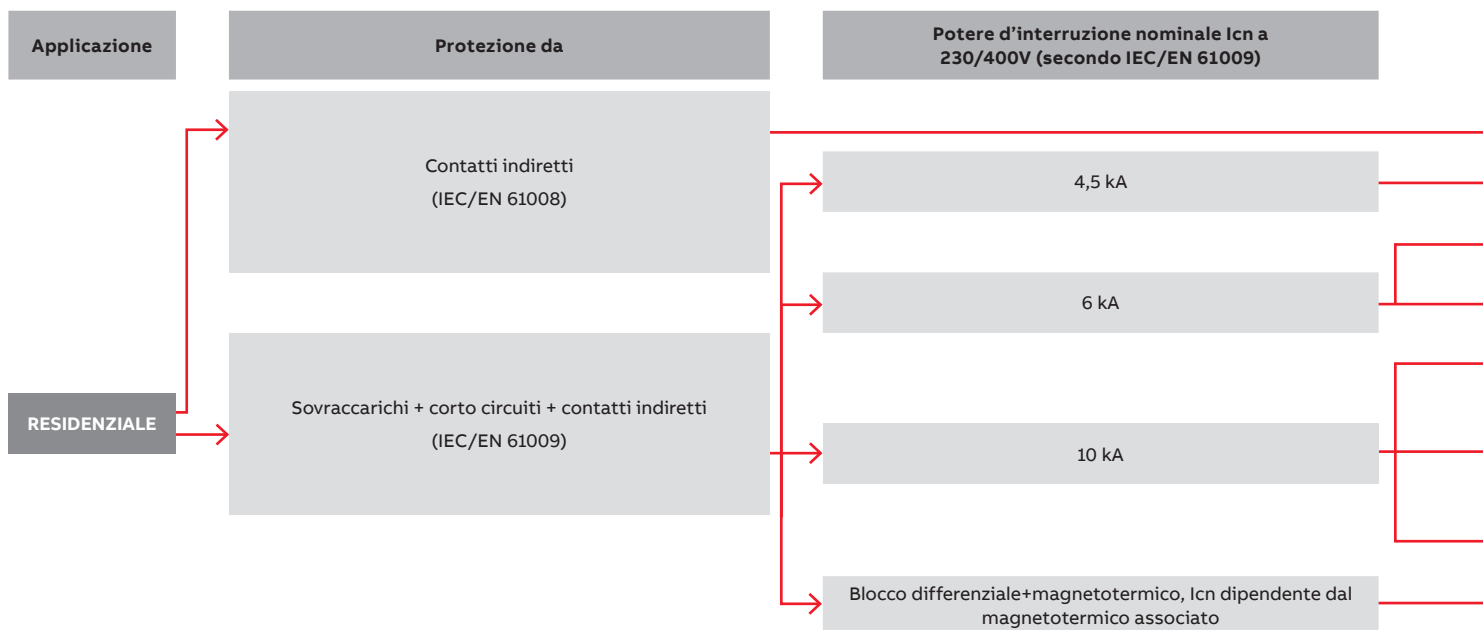 Applicazione
Protezione da
Potere d’interruzione nominale Icn a
230/400V (secondo IEC/EN 61009)
Contatti indiretti
(IEC/EN 61008)
4,5 kA
6 kA
RESIDENZIALE
Sovraccarichi + corto circuiti + contatti indiretti
(IEC/EN 61009)
10 kA
Blocco differenziale+magnetotermico, Icn dipendente dal
magnetotermico associato